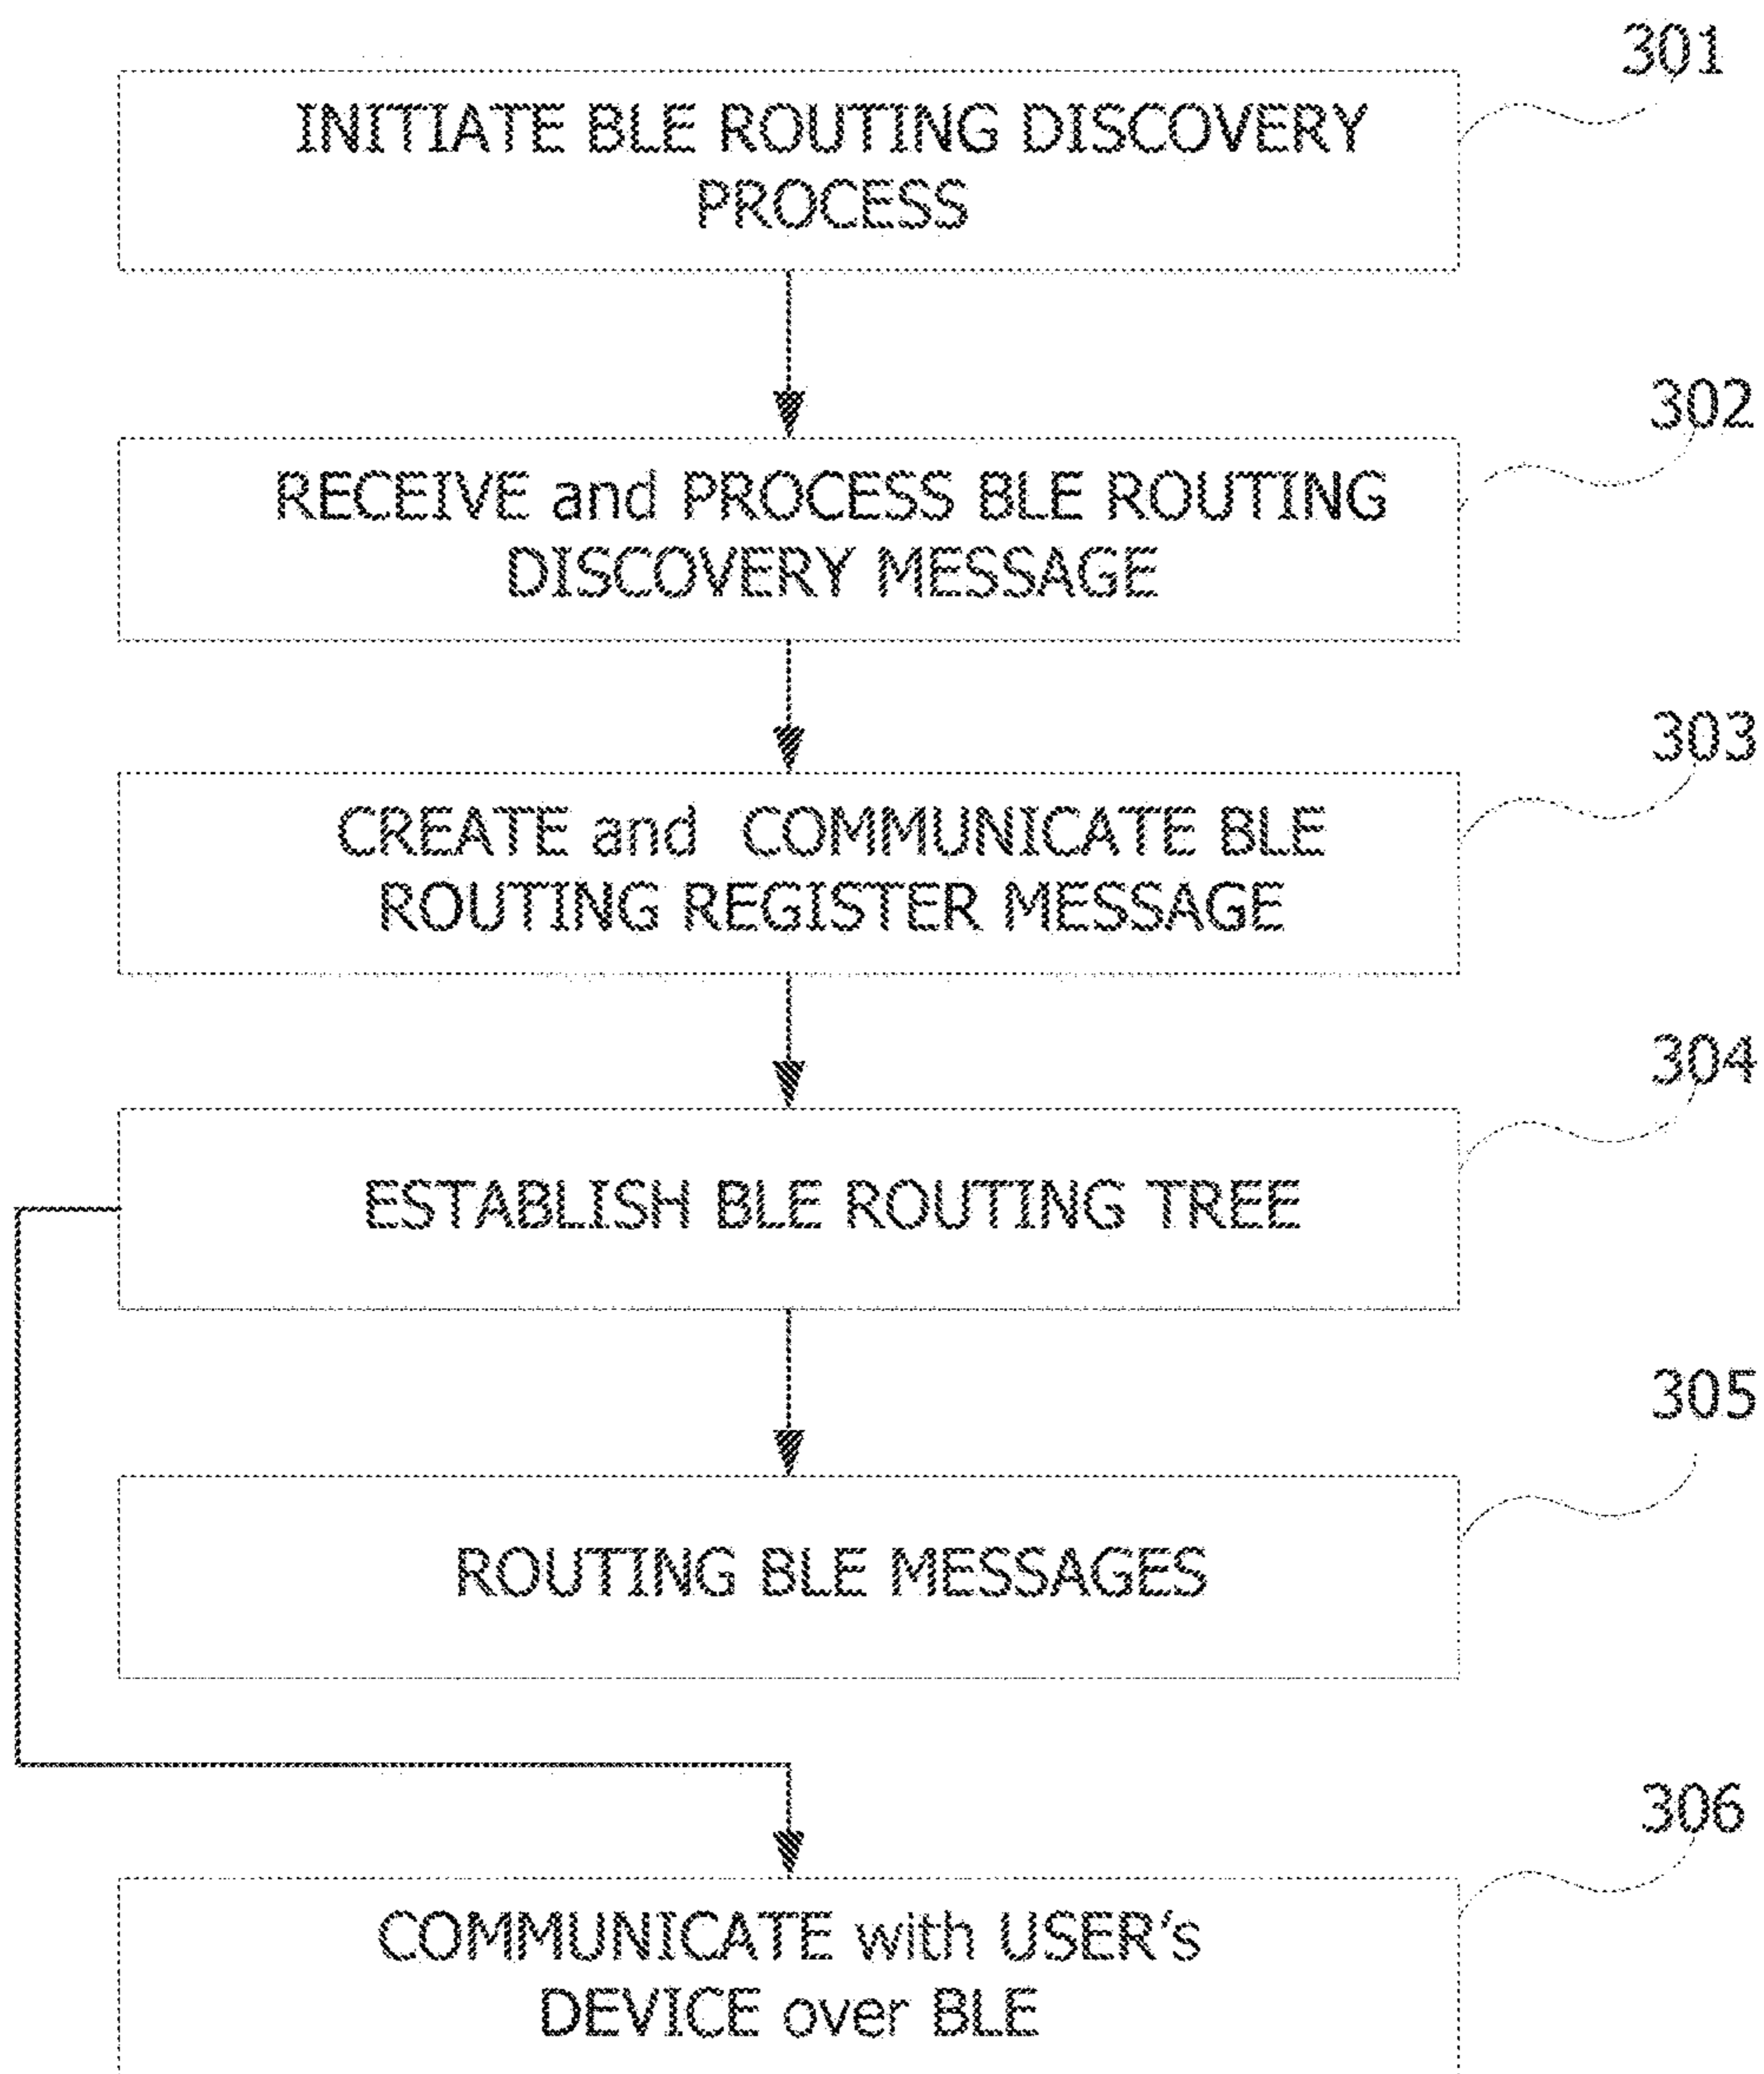 301
INITIATE BLE ROUTING DISCOVERY
PROCESS
302
RECEIVE and PROCESS BLE ROUTING
DISCOVERY MESSAGE
303
CREATE and COMMUNICATE BLE
ROUTING REGISTER MESSAGE
304
ESTABLISH BLE ROUTING TREE
305
ROUTING BLE MESSAGES
306
COMMUNICATE with USER's
DEVICE over BLE